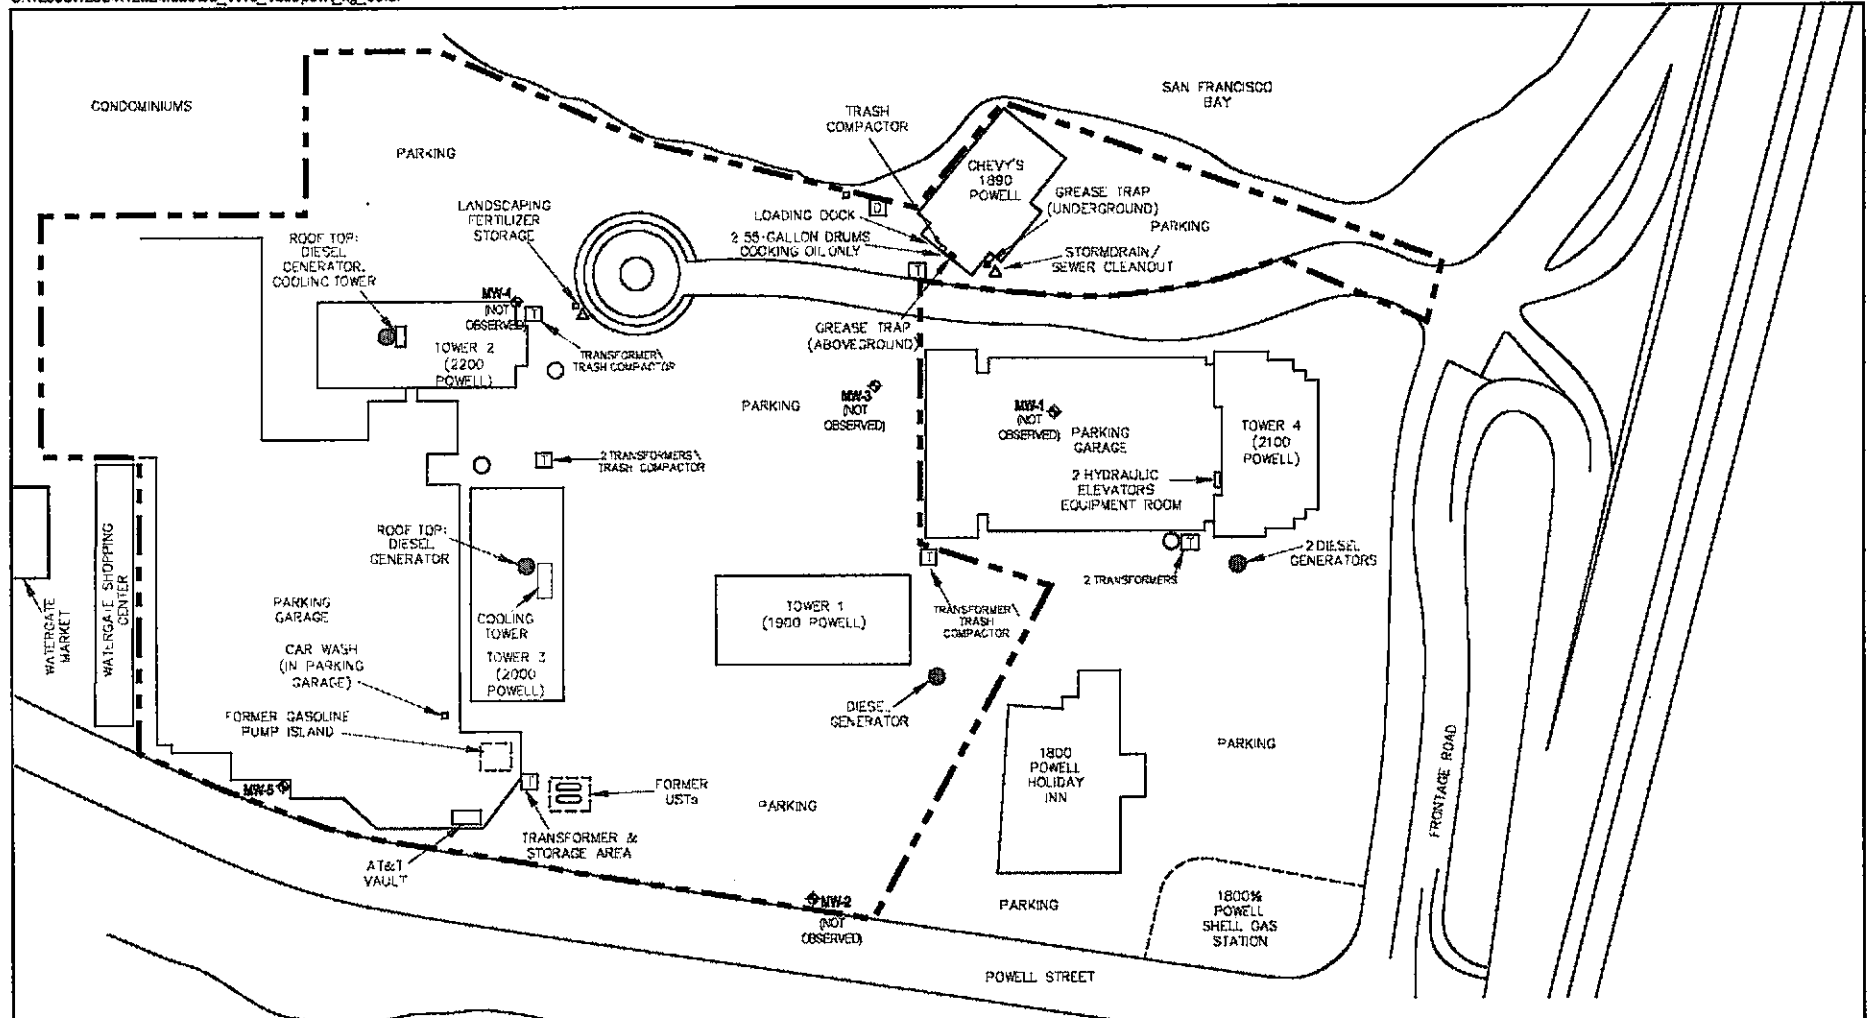 SAN FRANCISCO
BAY
CONDOMINIUMS
TRASH
COMPACTOR
PARKING
CHEVY'S
1890
POWELL
GREASE TRAP
(UNDERGROUND)
PARKING
LANDSCAPING
FERTILIZER
STORAGE
D
LOADING DOCK
2 55-GALLON DRUMS
COOKING OIL ONLY
STORMDRAIN/
SEWER CLEANOUT
ROOF TOP:
DIESEL
GENERATOR,
COOLING TOWER
T
MW-4
(NOT
OBSERVED)
T
GREASE TRAP
(ABOVEGROUND)
TOWER 2
(2200
POWELL)
TRANSFORMER\
TRASH COMPACTOR
MW-3
(NOT
OBSERVED)
PARKING
MW-1
(NOT
OBSERVED)
PARKING
GARAGE
TOWER 4
(2100
POWELL)
T
2 TRANSFORMERS\
TRASH COMPACTOR
2 HYDRAULIC
ELEVATORS
EQUIPMENT ROOM
ROOF TOP:
DIESEL
GENERATOR
T
T
2 DIESEL
GENERATORS
2 TRANSFORMERS
WATERGATE SHOPPING
CENTER
WATERGATE
MARKET
PARKING
GARAGE
COOLING
TOWER
TOWER 1
(1900 POWELL)
TRANSFORMER\
TRASH
COMPACTOR
CAR WASH
(IN PARKING
GARAGE)
TOWER 3
(2000
POWELL)
DIESEL
GENERATOR
FORMER GASOLINE
PUMP ISLAND
PARKING
1800
POWELL
HOLIDAY
INN
FRONTAGE ROAD
MW-5
T
FORMER
USTs
PARKING
TRANSFORMER &
STORAGE AREA
AT&T
VAULT
MW-2
(NOT
OBSERVED)
PARKING
1800½
POWELL
SHELL GAS
STATION
POWELL STREET